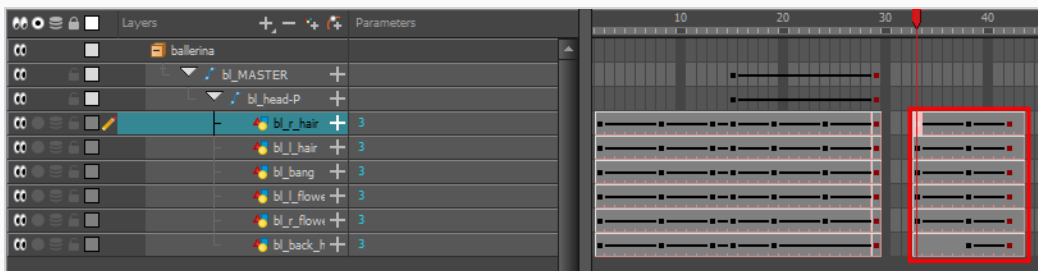 Layers Parameters 10 20 30 40
ballerina
bl_MASTER
bl_head-P
bl_r_hair 3
bl_l_hair 3
bl_bang 3
bl_l_flowe 3
bl_r_flowe 3
bl_back_h 3